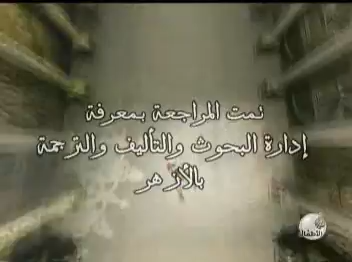 تمت المراجعة بمعرفة
إدارة البحوث والتأليف والترجمة
بالأزهر